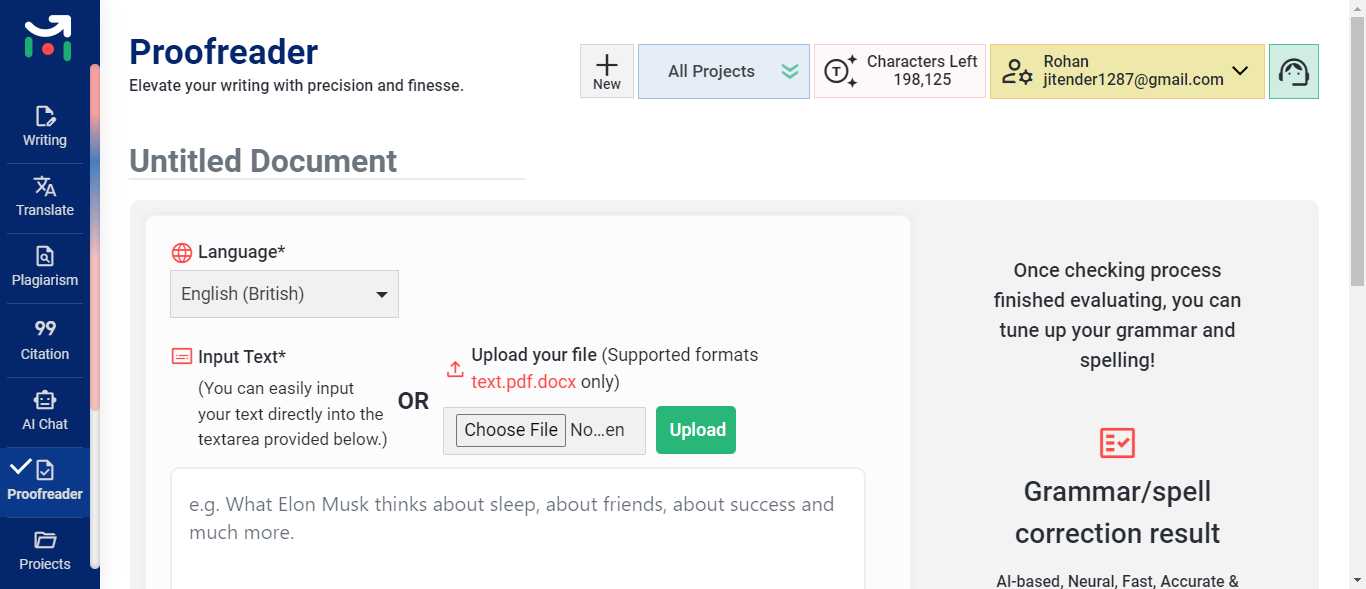 Writing
Translate
Plagiarism
99
Citation
AI Chat
Proofreader
Projects
Proofreader
Elevate your writing with precision and finesse.
New
All Projects
T
Characters Left
198,125
Rohan
jitender1287@gmail.com
Untitled Document
Language*
English (British)
Input Text*
(You can easily input
your text directly into the
textarea provided below.)
OR
Upload your file (Supported formats
text.pdf.docx only)
Choose File No...en
Upload
e.g. What Elon Musk thinks about sleep, about friends, about success and
much more.
Once checking process
finished evaluating, you can
tune up your grammar and
spelling!
Grammar/spell
correction result
AI-based, Neural, Fast, Accurate &